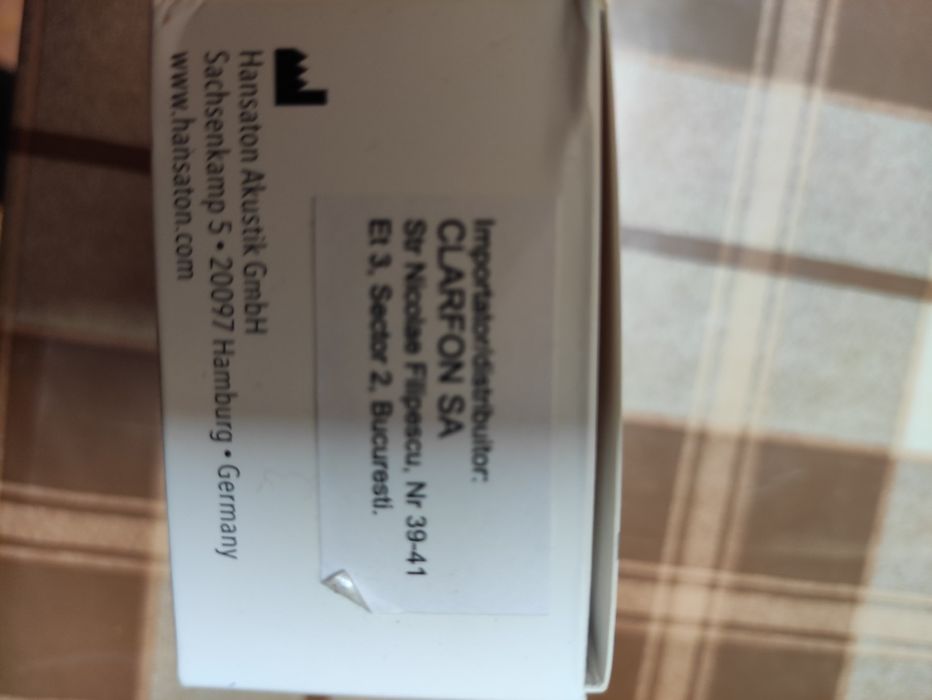 Importator/distribuitor:
CLARFON SA
Str Nicolae Filipescu, Nr 39-41
Et 3, Sector 2, Bucuresti.
Hansaton Akustik GmbH
Sachsenkamp 5 • 20097 Hamburg • Germany
www.hansaton.com